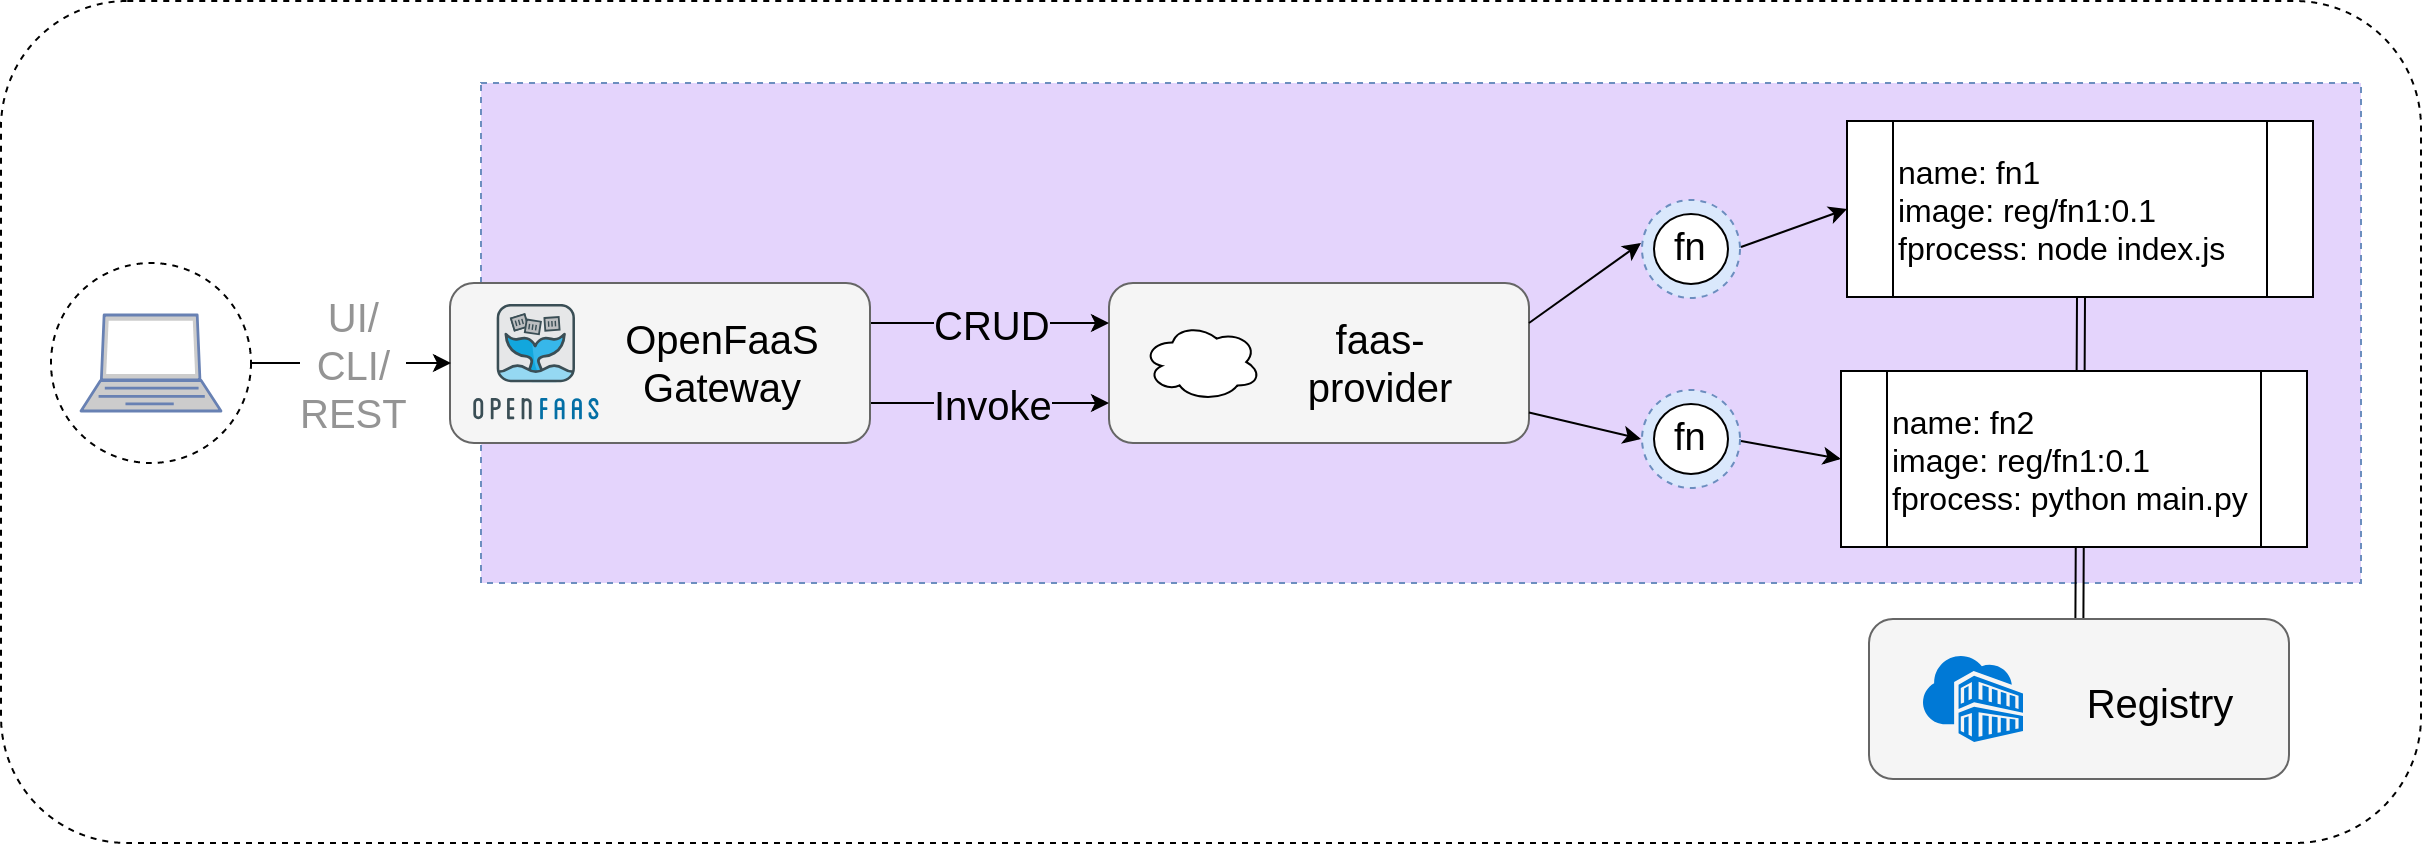 UI/
CLI/
REST
OPENFAAS
OpenFaaS
Gateway
CRUD
Invoke
faas-
provider
fn
fn
name: fn1
image: reg/fn1:0.1
fprocess: node index.js
name: fn2
image: reg/fn1:0.1
fprocess: python main.py
Registry